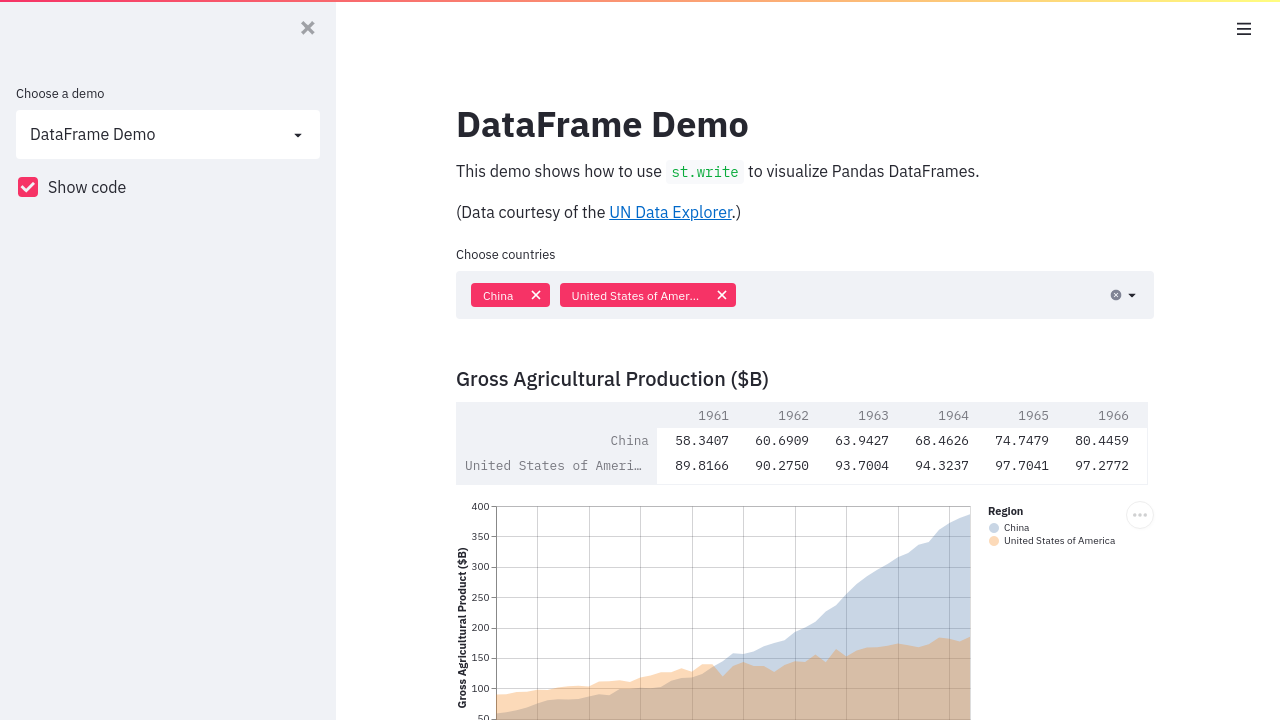 Choose a demo
DataFrame Demo
Show code
DataFrame Demo
This demo shows how to use st.write to visualize Pandas DataFrames.
(Data courtesy of the UN Data Explorer.)
Choose countries
China
United States of Amer...
Gross Agricultural Production ($B)
1961 1962 1963 1964 1965 1966
China 58.3407 60.6909 63.9427 68.4626 74.7479 80.4459
United States of Ameri… 89.8166 90.2750 93.7004 94.3237 97.7041 97.2772
Gross Agricultural Product ($B)
400
350
300
250
200
150
100
50
Region
China
United States of America